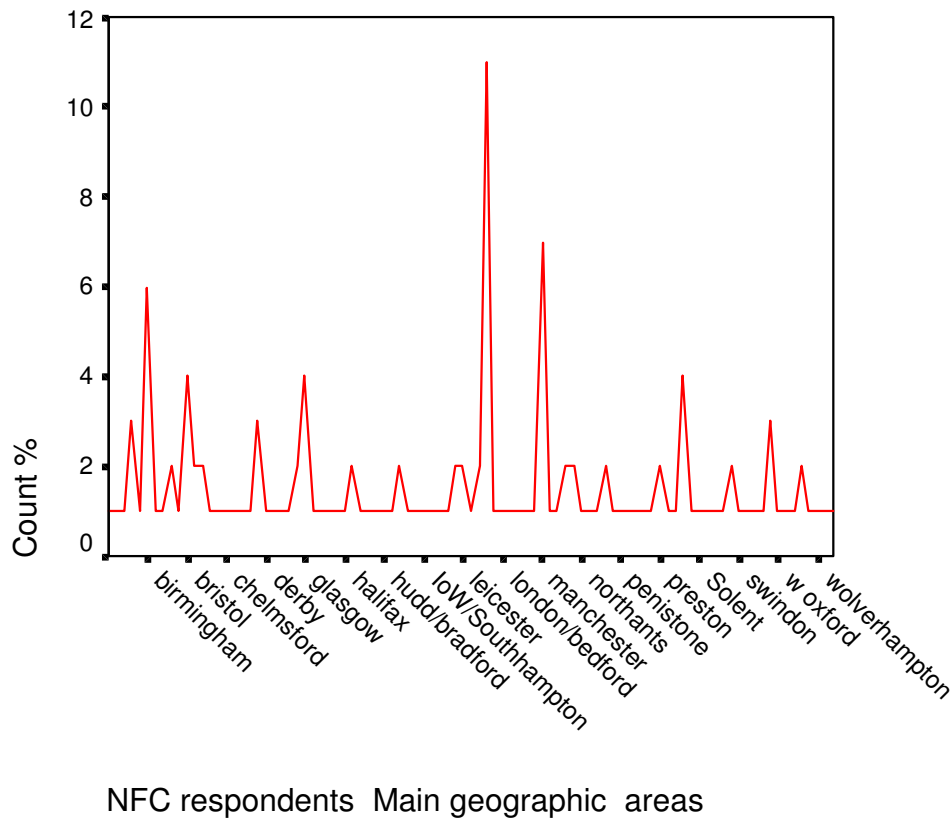 12
10
8
6
4
2
0
Count %
birmingham
bristol
chelmsford
derby
glasgow
halifax
hudd/bradford
IoW/Southhampton
leicester
london/bedford
manchester
northants
penistone
preston
Solent
swindon
w oxford
wolverhampton
NFC respondents Main geographic areas